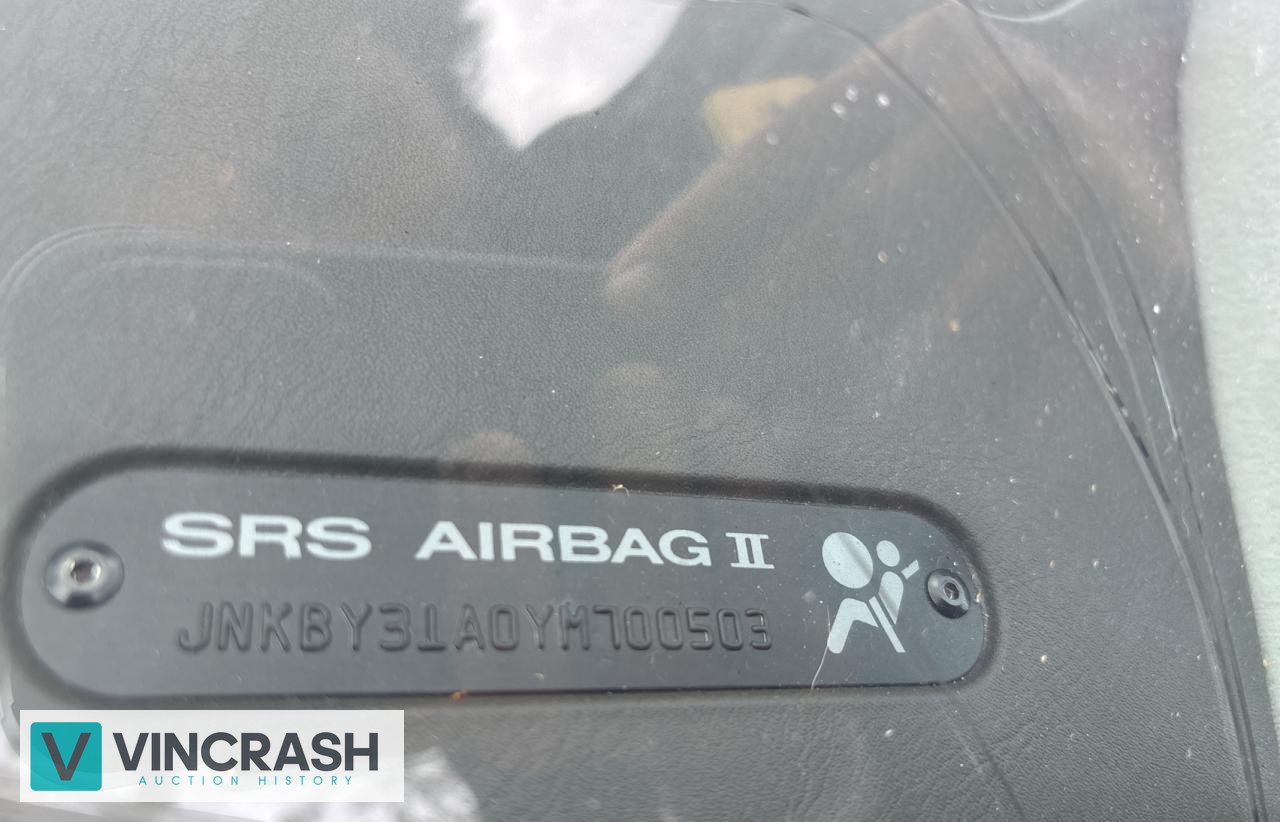 SRS AIRBAG II
JNKBY31A0YM700503
V VINCRASH
AUCTION HISTORY